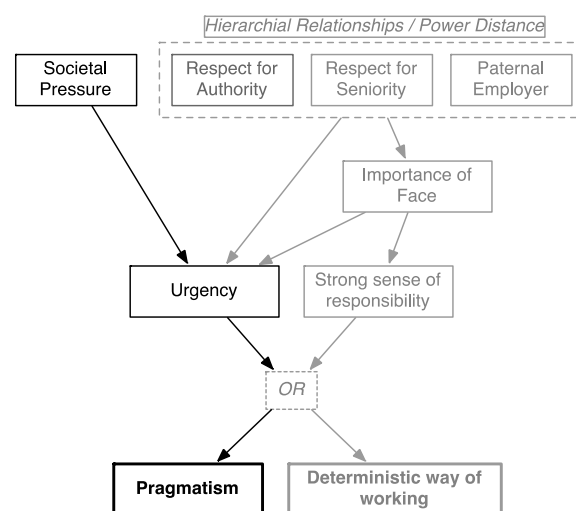 Hierarchial Relationships / Power Distance
Societal
Pressure
Respect for
Authority
Respect for
Seniority
Paternal
Employer
Importance of
Face
Urgency
Strong sense of
responsibility
OR
Pragmatism
Deterministic way of
working